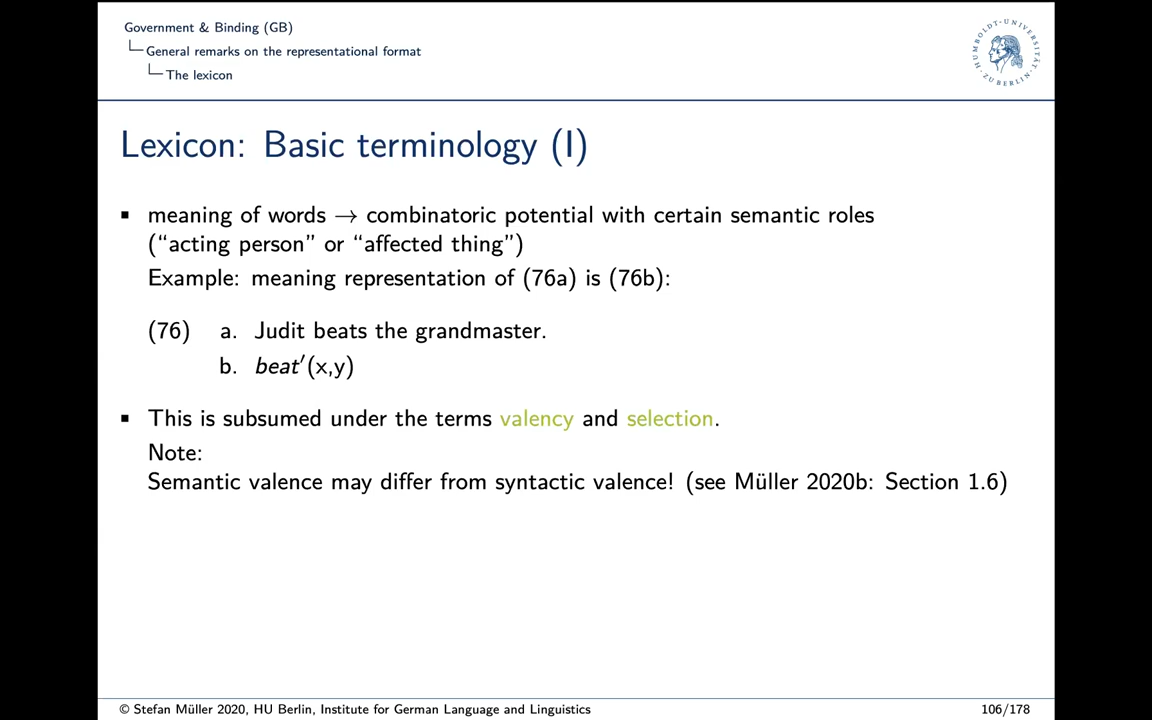 Government & Binding (GB)
General remarks on the representational format
The lexicon
HUMBOLDT-UNIVERSITÄT
ZU BERLIN
Lexicon: Basic terminology (I)
▪ meaning of words → combinatoric potential with certain semantic roles
(“acting person” or “affected thing”)
Example: meaning representation of (76a) is (76b):
(76) a. Judit beats the grandmaster.
b. beat′(x,y)
▪ This is subsumed under the terms valency and selection.
Note:
Semantic valence may differ from syntactic valence! (see Müller 2020b: Section 1.6)
© Stefan Müller 2020, HU Berlin, Institute for German Language and Linguistics 106/178